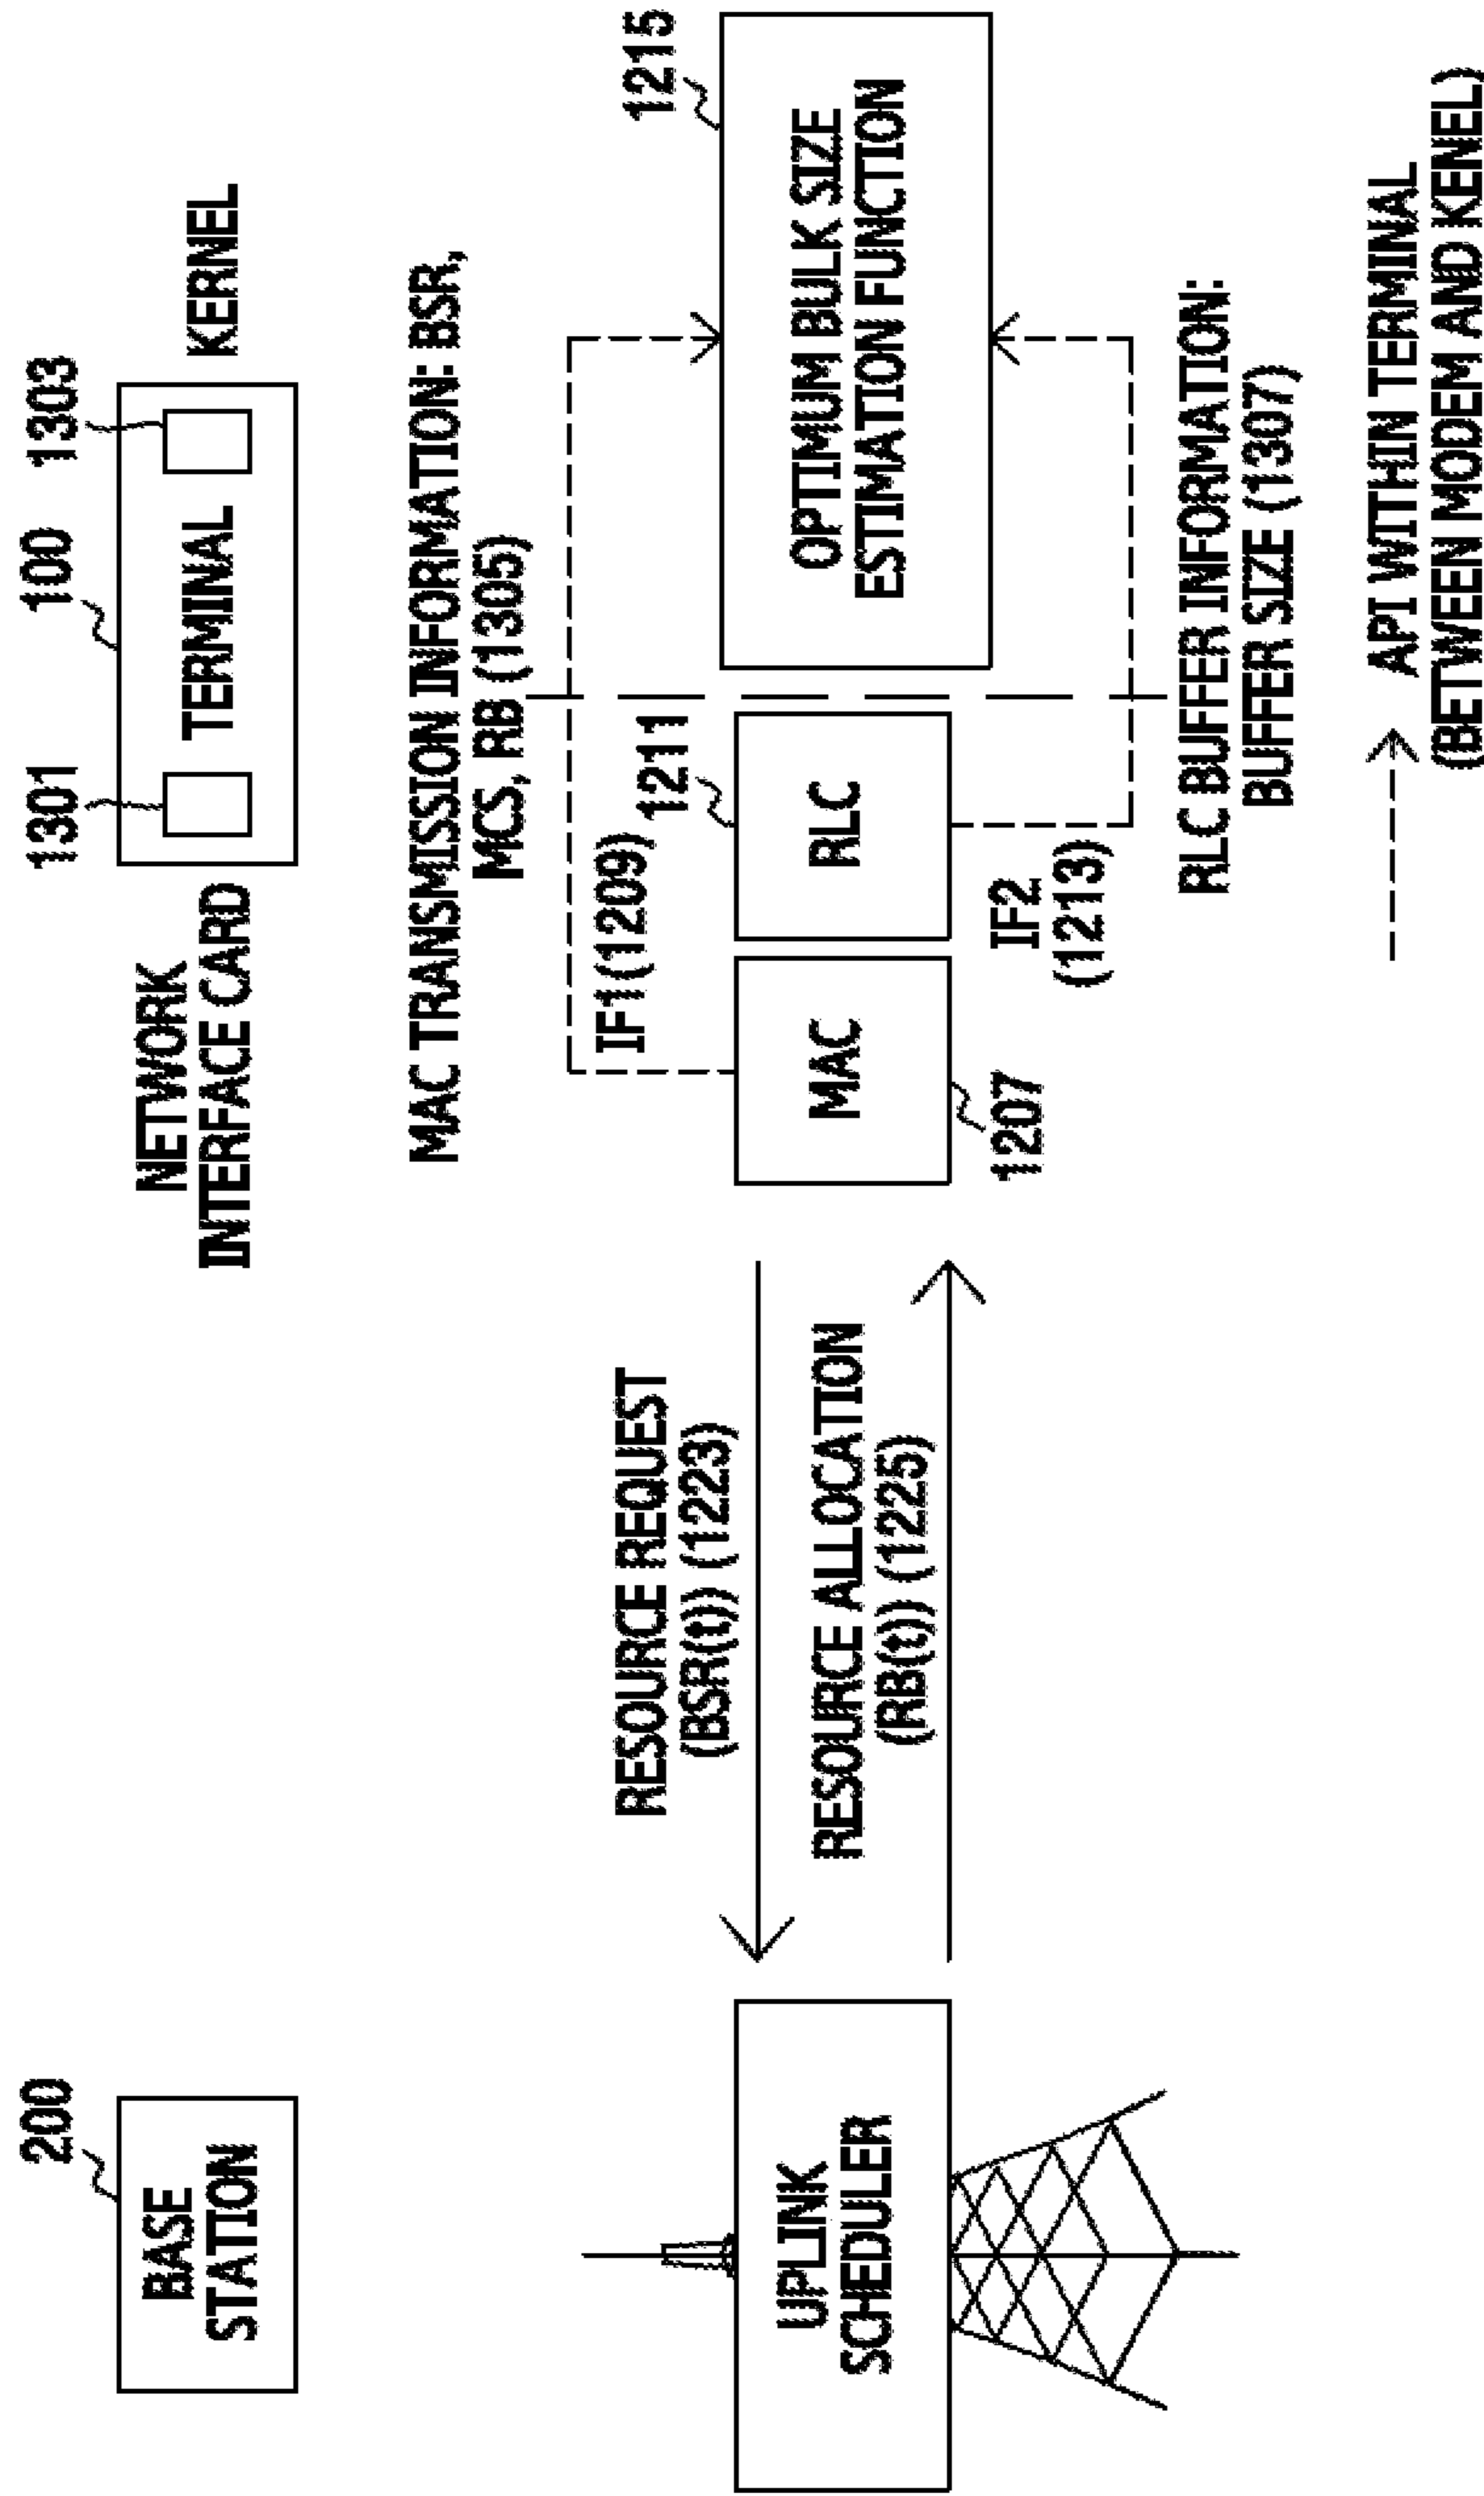 200
BASE
STATION
1301
100
1303
TERMINAL
NETWORK
INTERFACE CARD
KERNEL
MAC TRANSMISSION INFORMATION: BSR,
MCS, RB (1305)
IF1(1209)
1211
1215
RESOURCE REQUEST
(BSR(t)) (1223)
UPLINK
SCHEDULER
RESOURCE ALLOCATION
(RB(t)) (1225)
MAC
RLC
OPTIMUM BULK SIZE
ESTIMATION FUNCTION
1207
IF2
(1213)
RLC BUFFER INFORMATION:
BUFFER SIZE (1307)
API WITHIN TERMINAL
(BETWEEN MODEM AND KENEL)